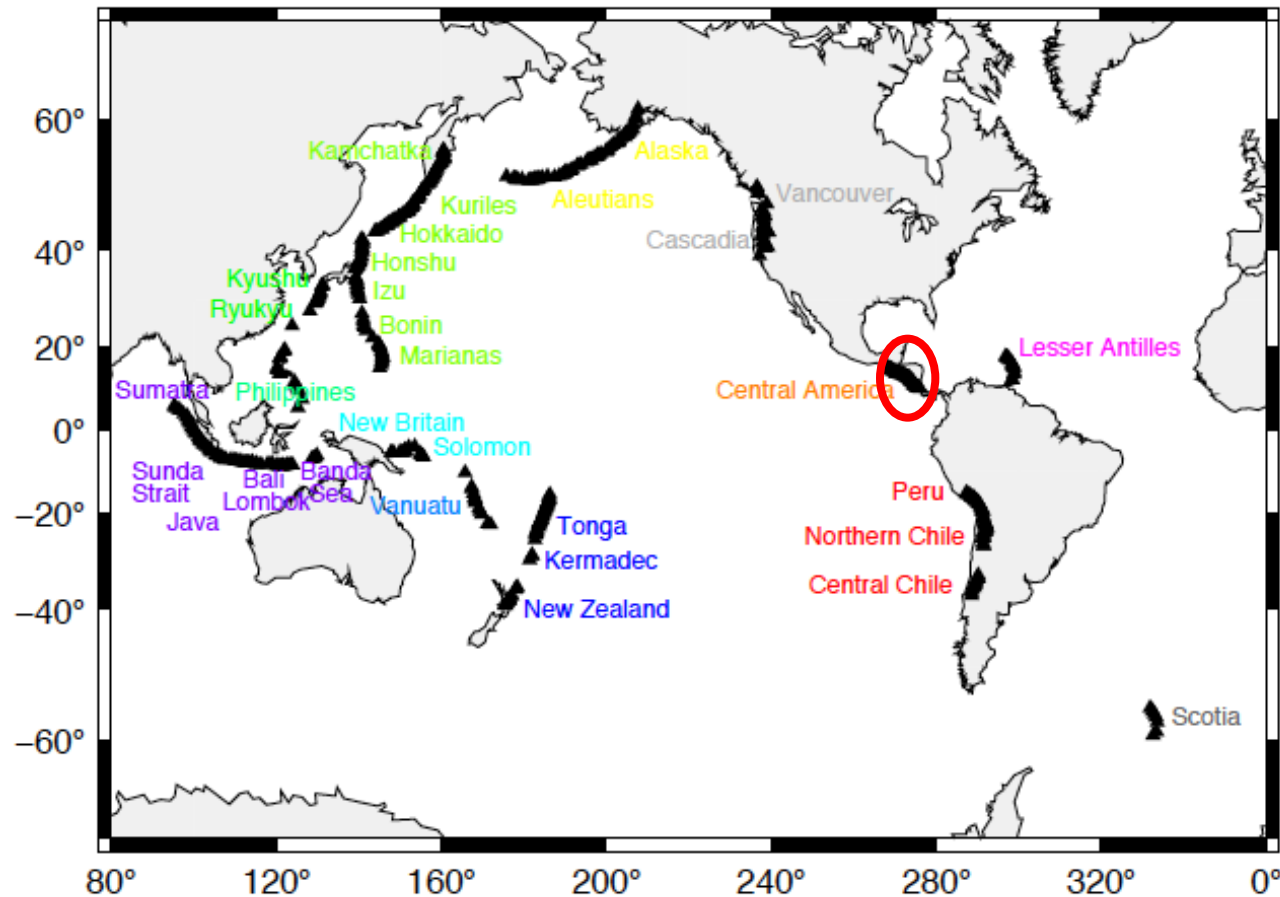 60°
40°
20°
0°
−20°
−40°
−60°
80°
120°
160°
200°
240°
280°
320°
0°
Kamchatka
Alaska
Aleutians
Kuriles
Hokkaido
Honshu
Izu
Bonin
Marianas
Kyushu
Ryukyu
Philippines
Sumatra
Sunda
Strait
Java
Bali
Lombok
Banda
Sea
New Britain
Solomon
Vanuatu
Tonga
Kermadec
New Zealand
Vancouver
Cascadia
Central America
Lesser Antilles
Peru
Northern Chile
Central Chile
Scotia